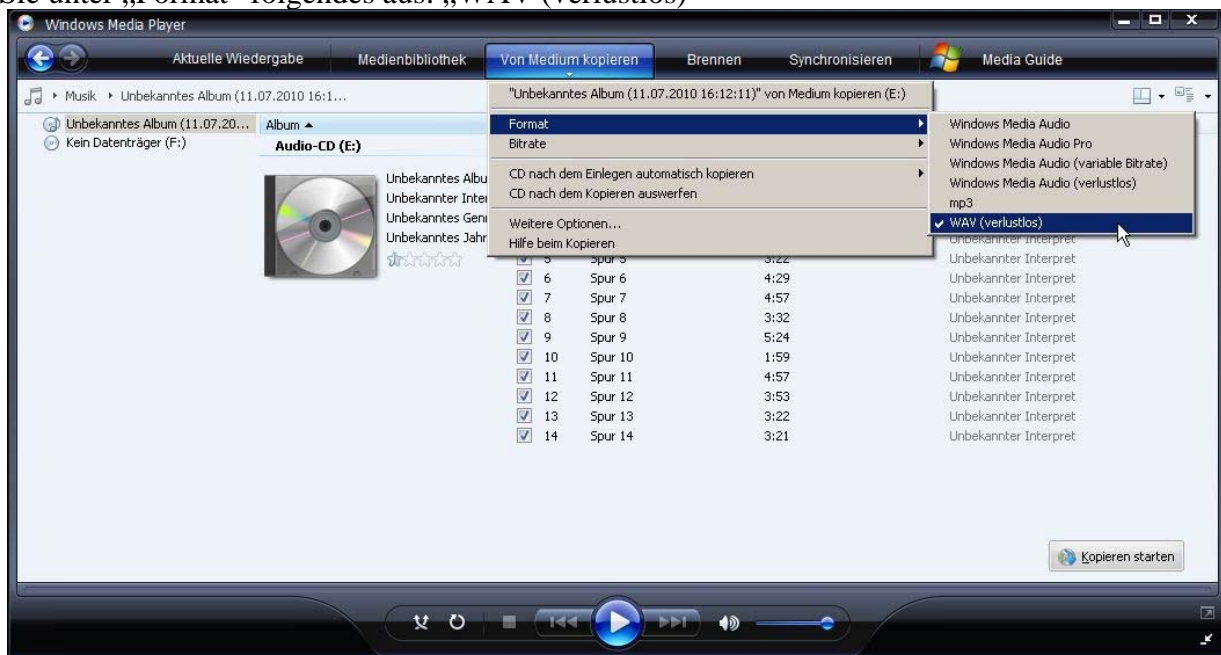 Sie unter „Format“ folgendes aus: „WAV (verlustlos)“
Windows Media Player
Aktuelle Wiedergabe Medienbibliothek Von Medium kopieren Brennen Synchronisieren Media Guide
Musik Unbekanntes Album (11.07.2010 16:1...
"Unbekanntes Album (11.07.2010 16:12:11)" von Medium kopieren (E:)
Unbekanntes Album (11.07.20...
Kein Datenträger (F:)
Album
Audio-CD (E:)
Unbekanntes Albu
Unbekannter Inter
Unbekanntes Genr
Unbekanntes Jahr
Format
Bitrate
CD nach dem Einlegen automatisch kopieren
CD nach dem Kopieren auswerfen
Weitere Optionen...
Hilfe beim Kopieren
Windows Media Audio
Windows Media Audio Pro
Windows Media Audio (variable Bitrate)
Windows Media Audio (verlustlos)
mp3
WAV (verlustlos)
Unbekannter Interpret
5 Spur 5 3:22 Unbekannter Interpret
6 Spur 6 4:29 Unbekannter Interpret
7 Spur 7 4:57 Unbekannter Interpret
8 Spur 8 3:32 Unbekannter Interpret
9 Spur 9 5:24 Unbekannter Interpret
10 Spur 10 1:59 Unbekannter Interpret
11 Spur 11 4:57 Unbekannter Interpret
12 Spur 12 3:53 Unbekannter Interpret
13 Spur 13 3:22 Unbekannter Interpret
14 Spur 14 3:21 Unbekannter Interpret
Kopieren starten